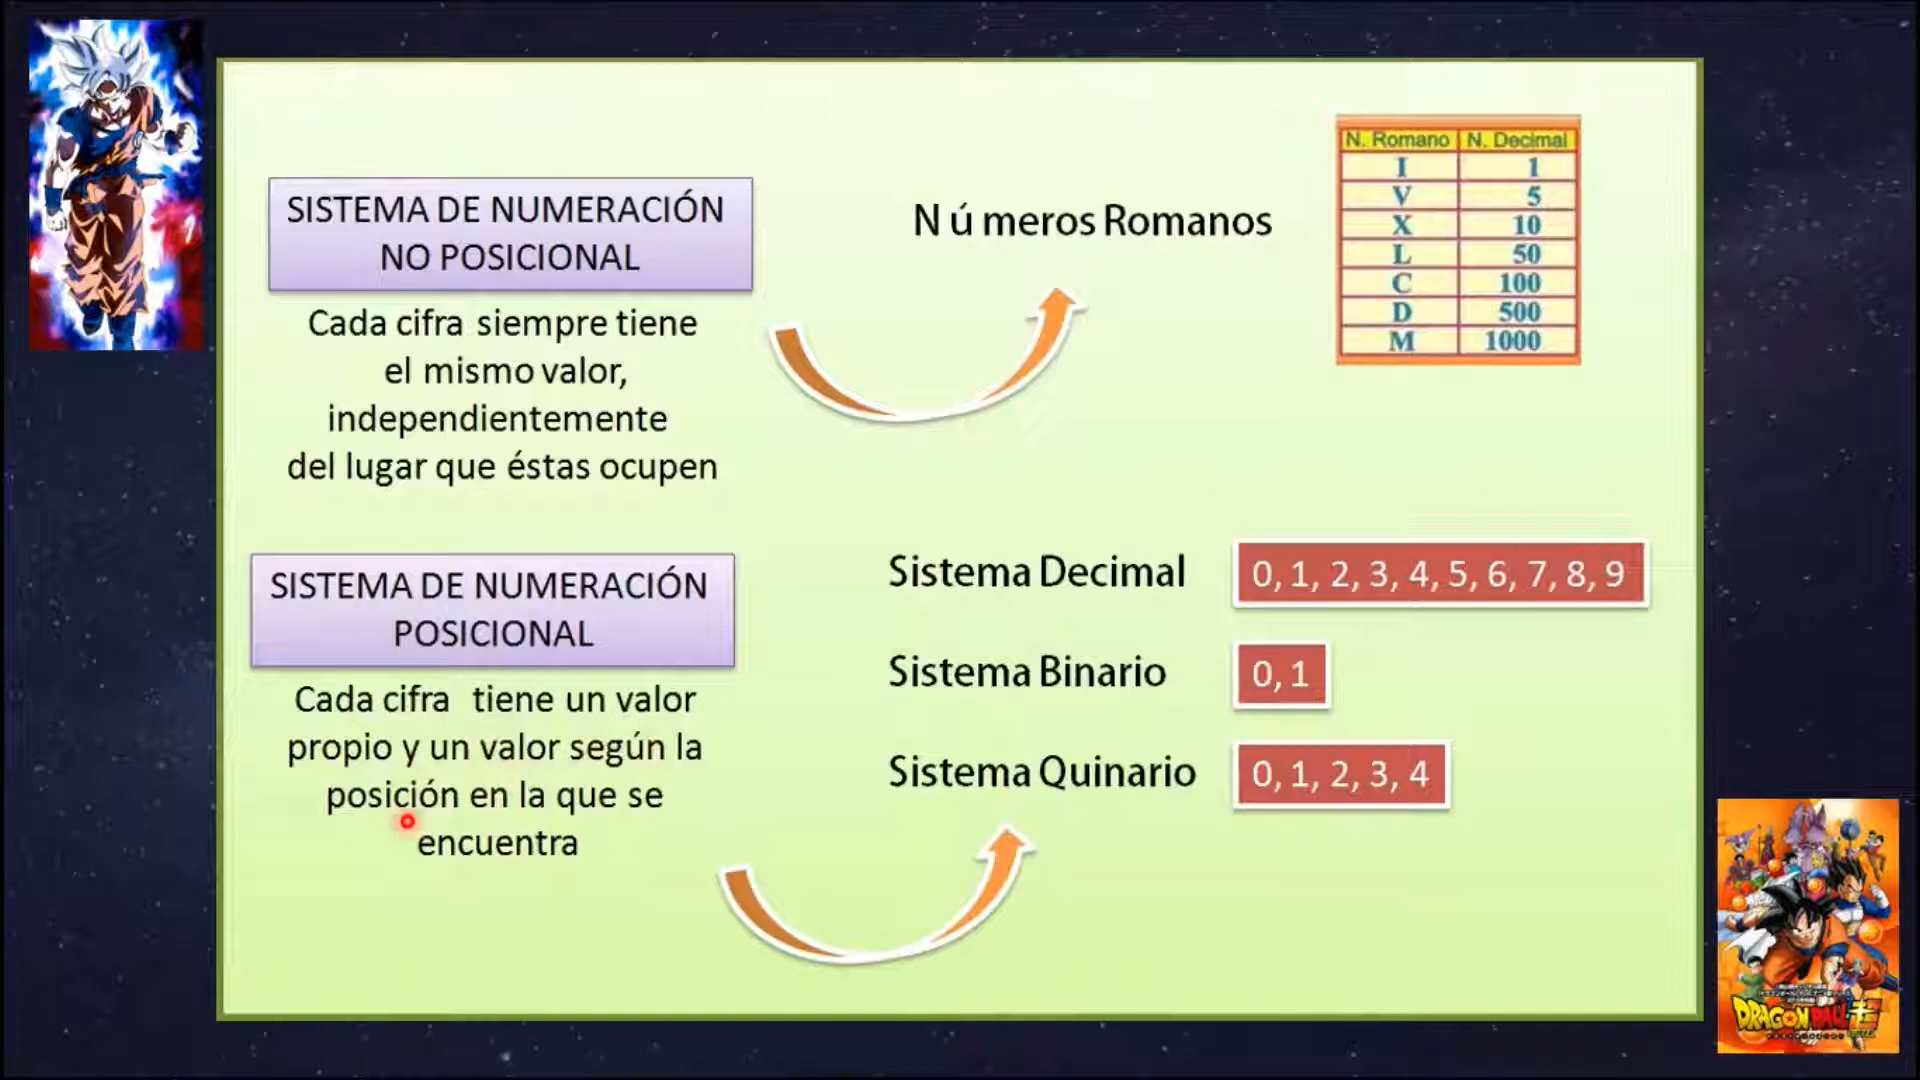 SISTEMA DE NUMERACIÓN
NO POSICIONAL
Cada cifra siempre tiene
el mismo valor,
independientemente
del lugar que éstas ocupen
N ú meros Romanos
N. Romano N. Decimal
I 1
V 5
X 10
L 50
C 100
D 500
M 1000
SISTEMA DE NUMERACIÓN
POSICIONAL
Cada cifra tiene un valor
propio y un valor según la
posición en la que se
encuentra
Sistema Decimal 0, 1, 2, 3, 4, 5, 6, 7, 8, 9
Sistema Binario 0, 1
Sistema Quinario 0, 1, 2, 3, 4
DRAGON BALL 超